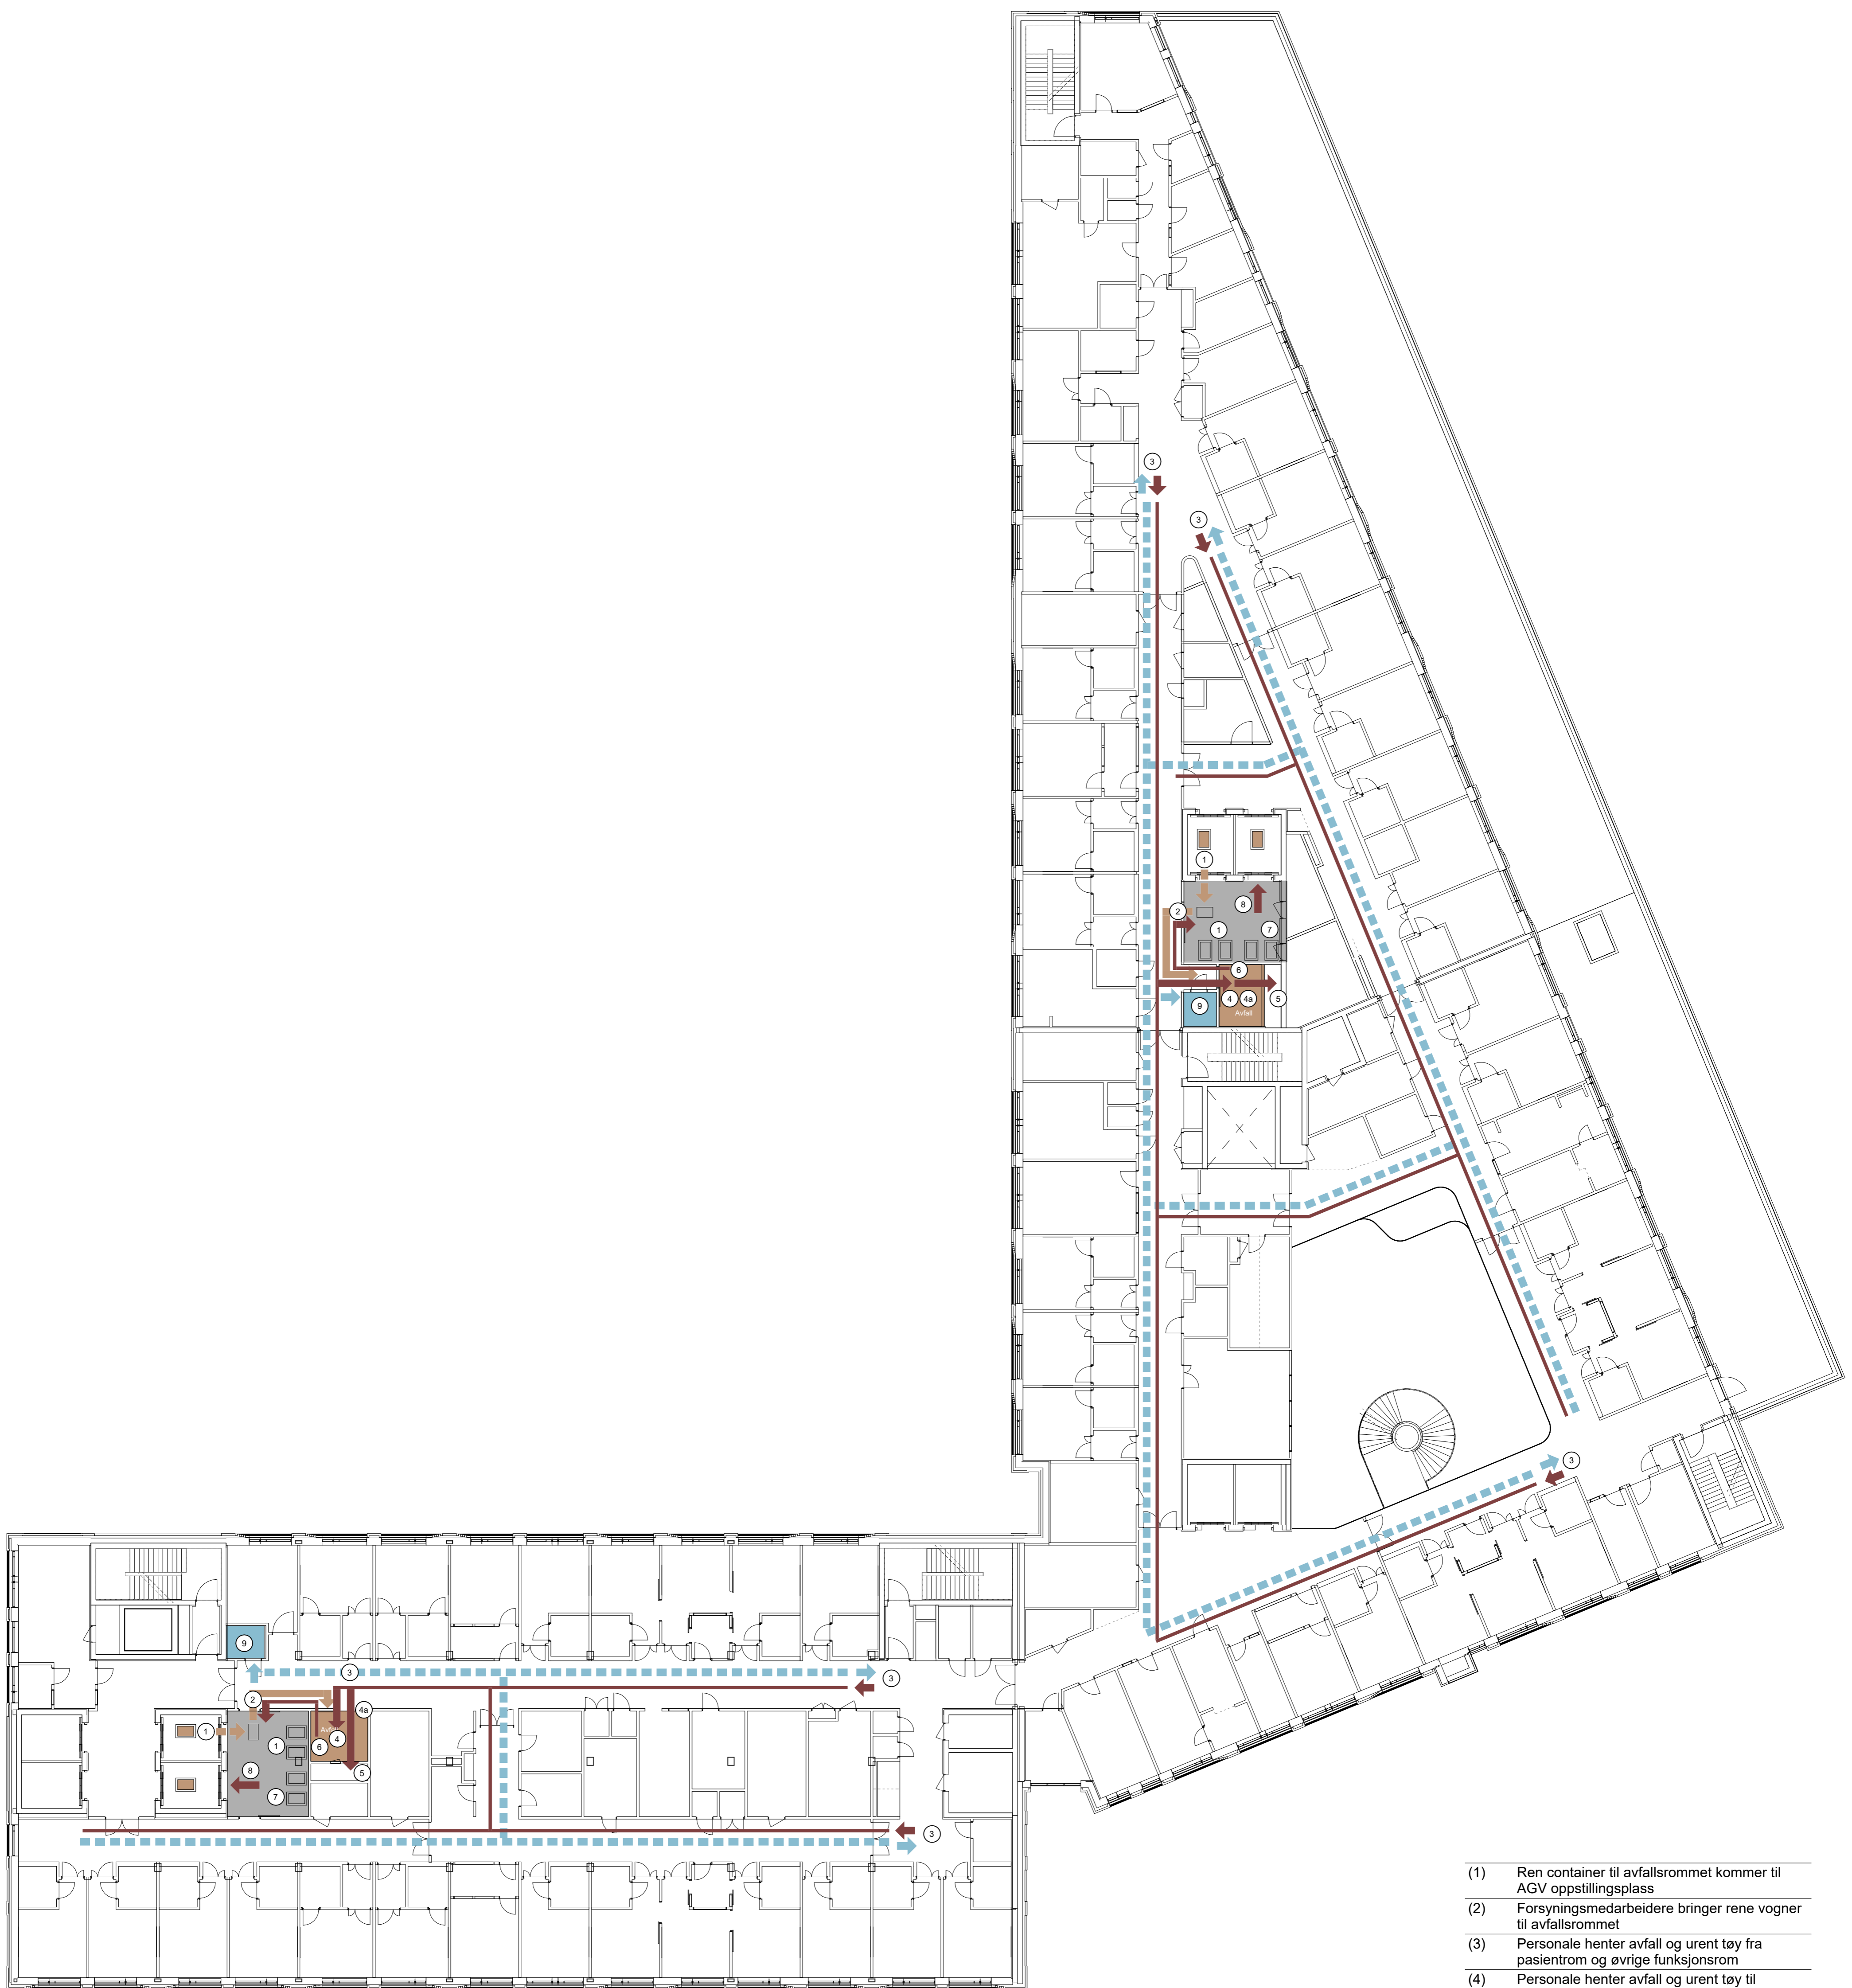 3
3
1
2
8
1
7
6
4
4a
5
9
Avfall
3
9
3
3
2
4a
1
Avf
4
1
6
8
5
7
3
(1) Ren container til avfallsrommet kommer til
AGV oppstillingsplass
(2) Forsyningsmedarbeidere bringer rene vogner
til avfallsrommet
(3) Personale henter avfall og urent tøy fra
pasientrom og øvrige funksjonsrom
(4) Personale henter avfall og urent tøy til